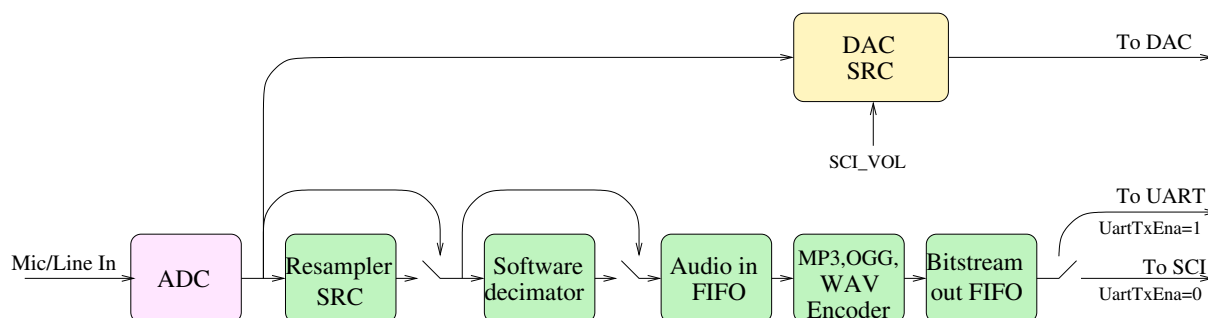 DAC
SRC
To DAC
SCI_VOL
To UART
UartTxEna=1
Mic/Line In
ADC
Resampler
SRC
Software
decimator
Audio in
FIFO
MP3,OGG,
WAV
Encoder
Bitstream
out FIFO
To SCI
UartTxEna=0